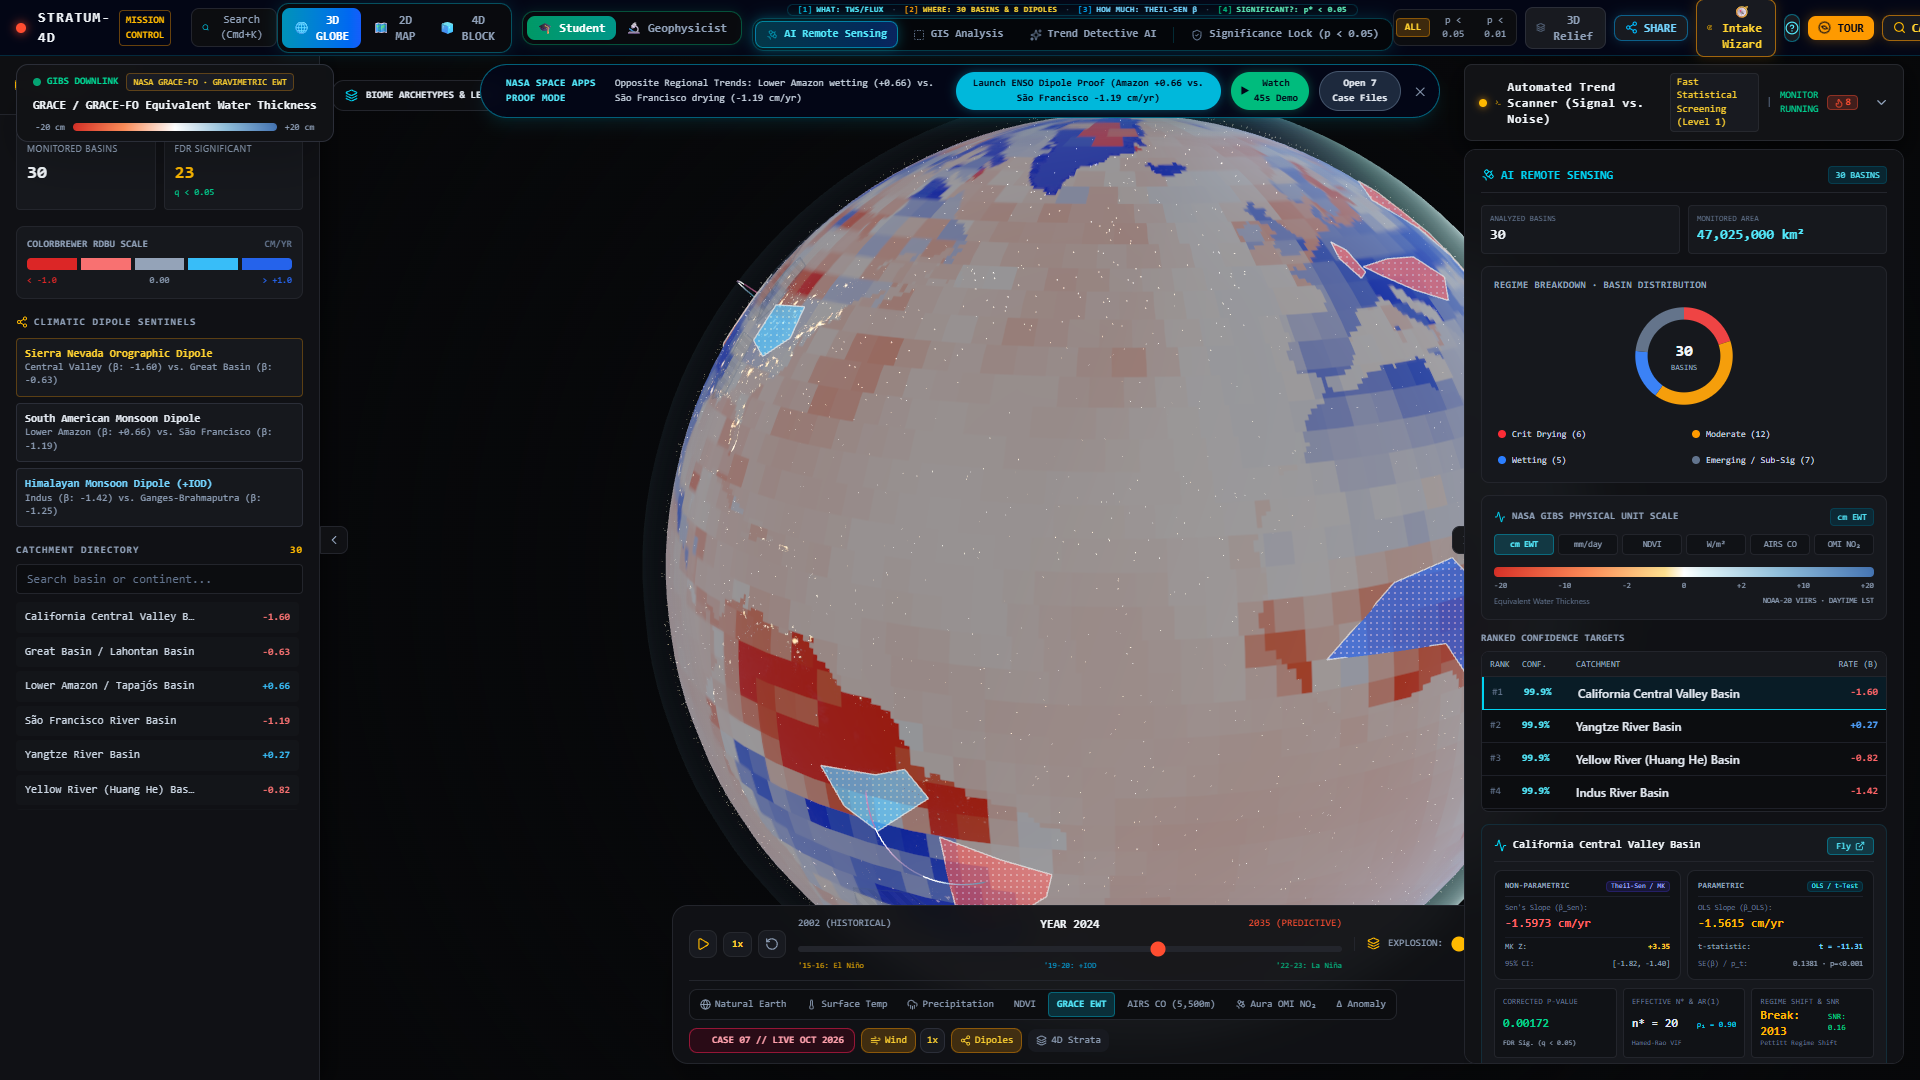 STRATUM-
4D
MISSION
CONTROL
Search
(Cmd+K)
3D
GLOBE
2D
MAP
4D
BLOCK
Student
Geophysicist
[1] WHAT: TWS/FLUX · [2] WHERE: 30 BASINS & 8 DIPOLES · [3] HOW MUCH: THEIL-SEN β · [4] SIGNIFICANT?: p* < 0.05
AI Remote Sensing
GIS Analysis
Trend Detective AI
Significance Lock (p < 0.05)
ALL
p <
0.05
p <
0.01
3D
Relief
SHARE
Intake
Wizard
TOUR
GIBS DOWNLINK
NASA GRACE-FO · GRAVIMETRIC EWT
GRACE / GRACE-FO Equivalent Water Thickness
-20 cm
+20 cm
BIOME ARCHETYPES & LE
NASA SPACE APPS
PROOF MODE
Opposite Regional Trends: Lower Amazon wetting (+0.66) vs.
São Francisco drying (-1.19 cm/yr)
Launch ENSO Dipole Proof (Amazon +0.66 vs.
São Francisco -1.19 cm/yr)
Watch
45s Demo
Open 7
Case Files
Automated Trend
Scanner (Signal vs.
Noise)
Fast
Statistical
Screening
(Level 1)
MONITOR
RUNNING
8
MONITORED BASINS
30
FDR SIGNIFICANT
23
q < 0.05
COLORBREWER RDBU SCALE
CM/YR
< -1.0
0.00
> +1.0
CLIMATIC DIPOLE SENTINELS
Sierra Nevada Orographic Dipole
Central Valley (β: -1.60) vs. Great Basin (β:
-0.63)
South American Monsoon Dipole
Lower Amazon (β: +0.66) vs. São Francisco (β:
-1.19)
Himalayan Monsoon Dipole (+IOD)
Indus (β: -1.42) vs. Ganges-Brahmaputra (β:
-1.25)
CATCHMENT DIRECTORY
30
Search basin or continent...
California Central Valley B…
-1.60
Great Basin / Lahontan Basin
-0.63
Lower Amazon / Tapajós Basin
+0.66
São Francisco River Basin
-1.19
Yangtze River Basin
+0.27
Yellow River (Huang He) Bas…
-0.82
2002 (HISTORICAL)
YEAR 2024
2035 (PREDICTIVE)
1x
'15-16: El Niño
'19-20: +IOD
'22-23: La Niña
EXPLOSION:
Natural Earth
Surface Temp
Precipitation
NDVI
GRACE EWT
AIRS CO (5,500m)
Aura OMI NO₂
Δ Anomaly
CASE 07 // LIVE OCT 2026
Wind
1x
Dipoles
4D Strata
AI REMOTE SENSING
30 BASINS
ANALYZED BASINS
30
MONITORED AREA
47,025,000 km²
REGIME BREAKDOWN · BASIN DISTRIBUTION
30
BASINS
Crit Drying (6)
Moderate (12)
Wetting (5)
Emerging / Sub-Sig (7)
NASA GIBS PHYSICAL UNIT SCALE
cm EWT
cm EWT
mm/day
NDVI
W/m²
AIRS CO
OMI NO₂
-20
-10
-2
0
+2
+10
+20
Equivalent Water Thickness
NOAA-20 VIIRS · DAYTIME LST
RANKED CONFIDENCE TARGETS
RANK
CONF.
CATCHMENT
RATE (Β)
#1
99.9%
California Central Valley Basin
-1.60
#2
99.9%
Yangtze River Basin
+0.27
#3
99.9%
Yellow River (Huang He) Basin
-0.82
#4
99.9%
Indus River Basin
-1.42
California Central Valley Basin
Fly
NON-PARAMETRIC
Theil-Sen / MK
Sen's Slope (β_Sen):
-1.5973 cm/yr
MK Z:
+3.35
95% CI:
[-1.82, -1.40]
PARAMETRIC
OLS / t-Test
OLS Slope (β_OLS):
-1.5615 cm/yr
t-statistic:
t = -11.31
SE(β) / p_t:
0.1381 · p=<0.001
CORRECTED P-VALUE
0.00172
FDR Sig. (q < 0.05)
EFFECTIVE N* & AR(1)
n* = 20
ρ₁ = 0.90
Hamed-Rao VIF
REGIME SHIFT & SNR
Break:
2013
SNR:
0.16
Pettitt Regime Shift